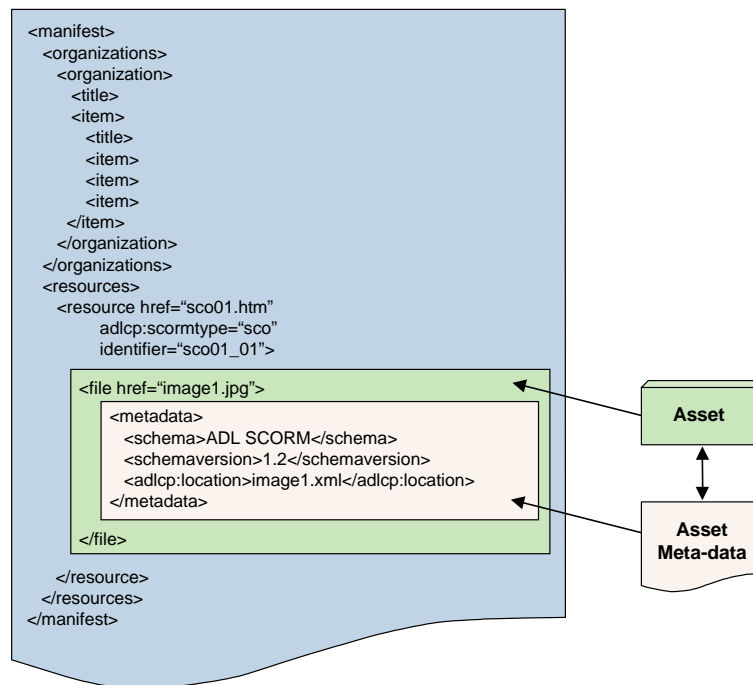 <manifest>
<organizations>
<organization>
<title>
<item>
<title>
<item>
<item>
<item>
</item>
</organization>
</organizations>
<resources>
<resource href=“sco01.htm”
adlcp:scormtype=“sco”
identifier=“sco01_01”>
<file href=“image1.jpg”>
<metadata>
<schema>ADL SCORM</schema>
<schemaversion>1.2</schemaversion>
<adlcp:location>image1.xml</adlcp:location>
</metadata>
</file>
</resource>
</resources>
</manifest>
Asset
Asset
Meta-data